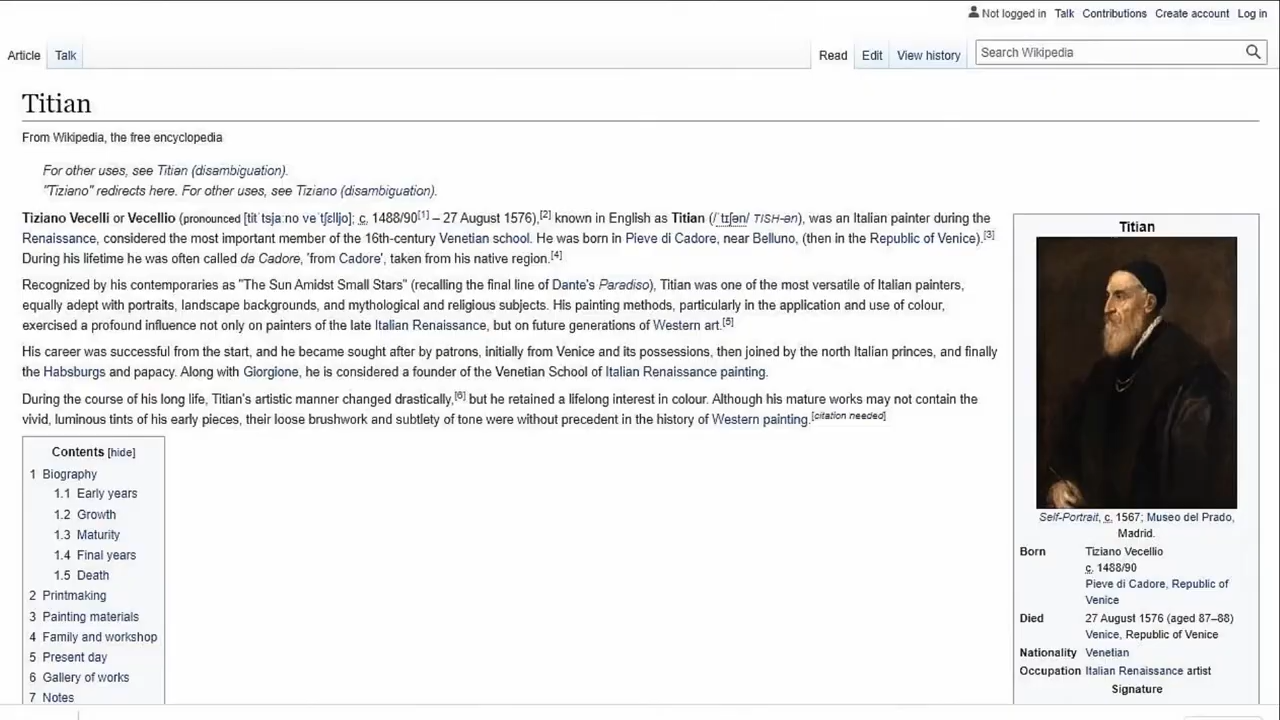 Not logged in Talk Contributions Create account Log in
Article Talk Read Edit View history Search Wikipedia
Titian
From Wikipedia, the free encyclopedia
For other uses, see Titian (disambiguation).
"Tiziano" redirects here. For other uses, see Tiziano (disambiguation).
Tiziano Vecelli or Vecellio (pronounced [titˈtsjaːno veˈtʃɛlljo]; c. 1488/90[1] – 27 August 1576),[2] known in English as Titian (/ˈtɪʃən/ TISH-ən), was an Italian painter during the
Renaissance, considered the most important member of the 16th-century Venetian school. He was born in Pieve di Cadore, near Belluno, (then in the Republic of Venice).[3]
During his lifetime he was often called da Cadore, 'from Cadore', taken from his native region.[4]
Recognized by his contemporaries as "The Sun Amidst Small Stars" (recalling the final line of Dante's Paradiso), Titian was one of the most versatile of Italian painters,
equally adept with portraits, landscape backgrounds, and mythological and religious subjects. His painting methods, particularly in the application and use of colour,
exercised a profound influence not only on painters of the late Italian Renaissance, but on future generations of Western art.[5]
His career was successful from the start, and he became sought after by patrons, initially from Venice and its possessions, then joined by the north Italian princes, and finally
the Habsburgs and papacy. Along with Giorgione, he is considered a founder of the Venetian School of Italian Renaissance painting.
During the course of his long life, Titian's artistic manner changed drastically,[6] but he retained a lifelong interest in colour. Although his mature works may not contain the
vivid, luminous tints of his early pieces, their loose brushwork and subtlety of tone were without precedent in the history of Western painting.[citation needed]
Contents [hide]
1 Biography
1.1 Early years
1.2 Growth
1.3 Maturity
1.4 Final years
1.5 Death
2 Printmaking
3 Painting materials
4 Family and workshop
5 Present day
6 Gallery of works
7 Notes
Titian
Self-Portrait, c. 1567; Museo del Prado,
Madrid.
Born Tiziano Vecellio
c. 1488/90
Pieve di Cadore, Republic of
Venice
Died 27 August 1576 (aged 87–88)
Venice, Republic of Venice
Nationality Venetian
Occupation Italian Renaissance artist
Signature